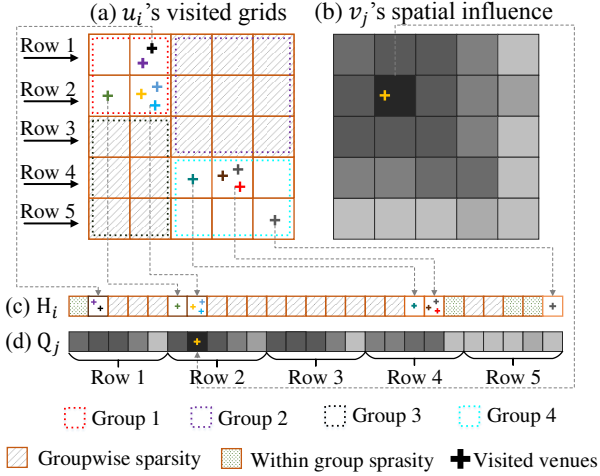 (a) u_i's visited grids (b) v_j's spatial influence
Row 1
Row 2
Row 3
Row 4
Row 5
(c) H_i
(d) Q_j
Row 1 Row 2 Row 3 Row 4 Row 5
Group 1 Group 2 Group 3 Group 4
Groupwise sparsity Within group sprasity Visited venues